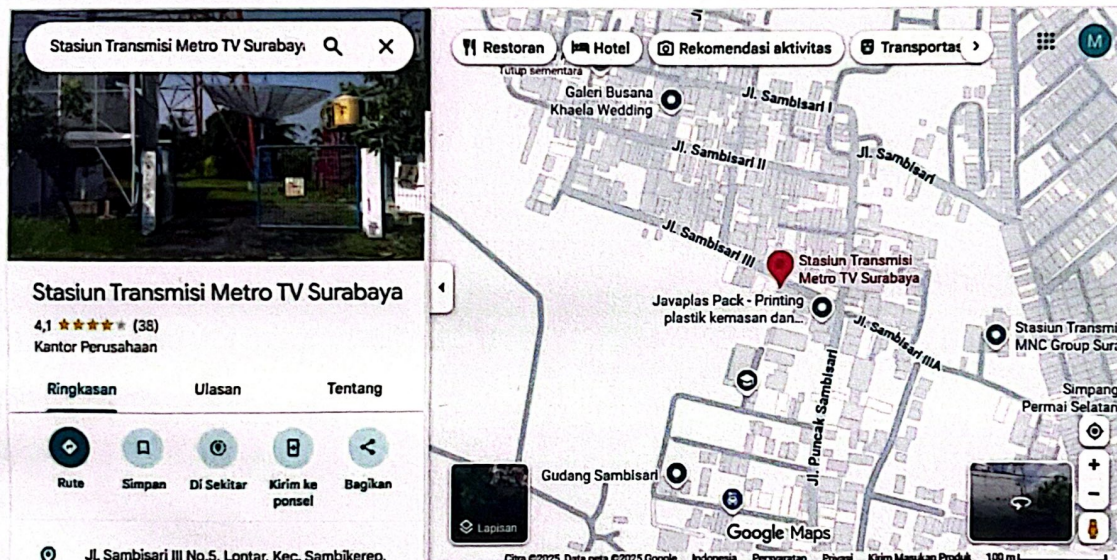 Stasiun Transmisi Metro TV Surabay
Stasiun Transmisi Metro TV Surabaya
4,1 (38)
Kantor Perusahaan
Ringkasan
Ulasan
Tentang
Rute
Simpan
Di Sekitar
Kirim ke
ponsel
Bagikan
Jl. Sambisari III No.5, Lontar, Kec. Sambikerep,
Restoran
Hotel
Rekomendasi aktivitas
Transportas
M
Tutup sementara
Galeri Busana
Khaela Wedding
Jl. Sambisari I
Jl. Sambisari II
Jl. Sambisari
Jl. Sambisari III
Stasiun Transmisi
Metro TV Surabaya
Javaplas Pack - Printing
plastik kemasan dan...
Jl. Sambisari IIIA
Stasiun Transmi
MNC Group Sura
Simpang
Permai Selatan
Jl. Puncak Sambisari
Gudang Sambisari
Lapisan
Google Maps
Citra ©2025, Data peta ©2025 Google Indonesia Persyaratan Privasi Kirim Masukan Produk 100 m